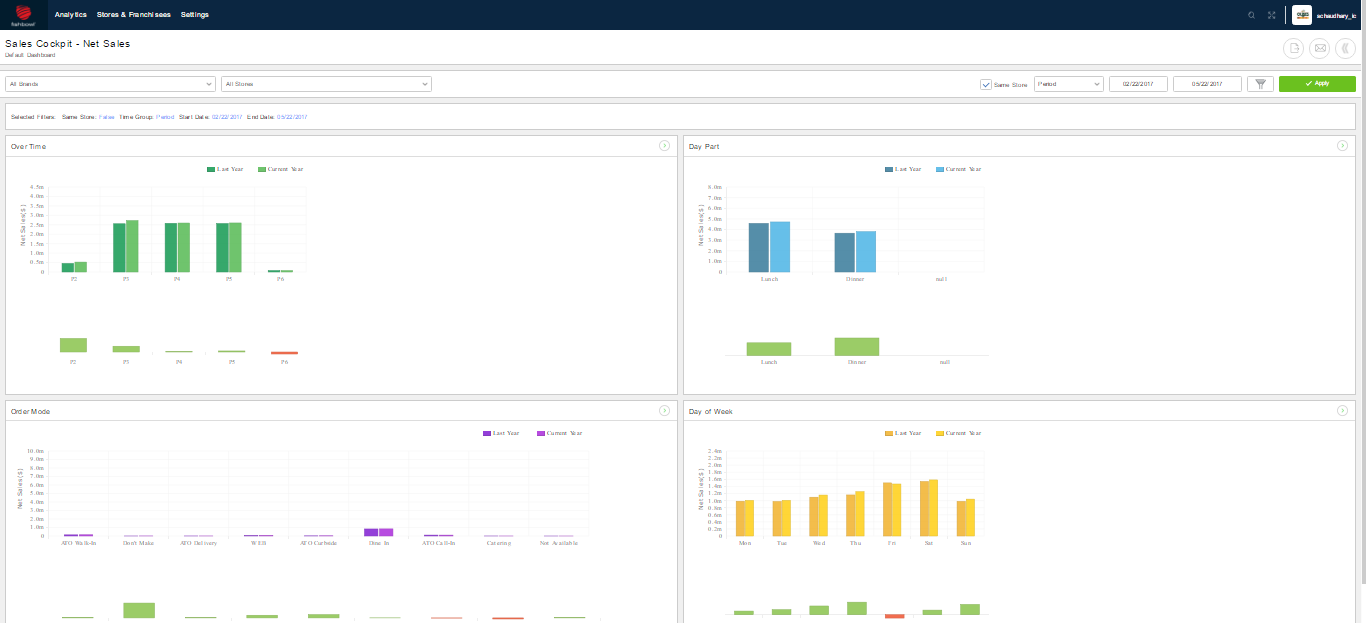 fishbowl Analytics Stores & Franchisees Settings schaudhary_ic
Sales Cockpit - Net Sales
Default Dashboard
All Brands All Stores Same Store Period 02/22/2017 05/22/2017 Apply
Selected Filters: Same Store: False Time Group: Period Start Date: 02/22/2017 End Date: 05/22/2017
Over Time
Last Year Current Year
Net Sales($)
4.5m
4.0m
3.5m
3.0m
2.5m
2.0m
1.5m
1.0m
0.5m
0
P2 P3 P4 P5 P6
P2 P3 P4 P5 P6
Day Part
Last Year Current Year
Net Sales($)
8.0m
7.0m
6.0m
5.0m
4.0m
3.0m
2.0m
1.0m
0
Lunch Dinner null
Lunch Dinner null
Order Mode
Last Year Current Year
Net Sales($)
10.0m
9.0m
8.0m
7.0m
6.0m
5.0m
4.0m
3.0m
2.0m
1.0m
0
ATO Walk-In Don't Make ATO Delivery WEB ATO Curbside Dine In ATO Call-In Catering Not Available
Day of Week
Last Year Current Year
Net Sales($)
2.4m
2.2m
2.0m
1.8m
1.6m
1.4m
1.2m
1.0m
0.8m
0.6m
0.4m
0.2m
0
Mon Tue Wed Thu Fri Sat Sun